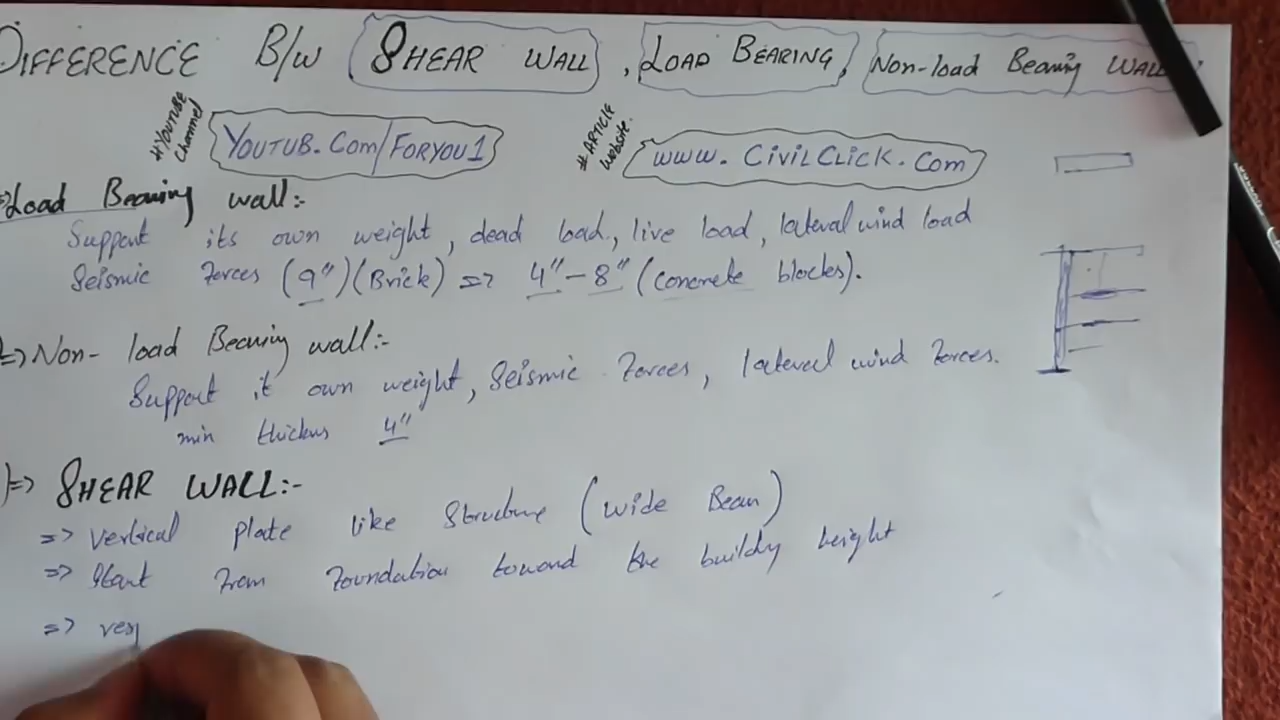 DIFFERENCE B/W SHEAR WALL, LOAD BEARING, Non-load Bearing WALL
#YOUTUBE Channel YOUTUB.Com/FORYOU1 #ARTICLE Website. www.CIVILCLICK.Com
=>Load Bearing wall:-
Support its own weight, dead load, live load, lateral wind load
Seismic Forces (9")(Brick) => 4"-8" (Concrete blocks).
=> Non-load Bearing wall:-
Support it own weight, Seismic Forces, lateral wind Forces.
min thicknes 4"
=> SHEAR WALL:-
=> Vertical plate like Structure (Wide Beam)
=> Start From Foundation toward the buildg height
=> very